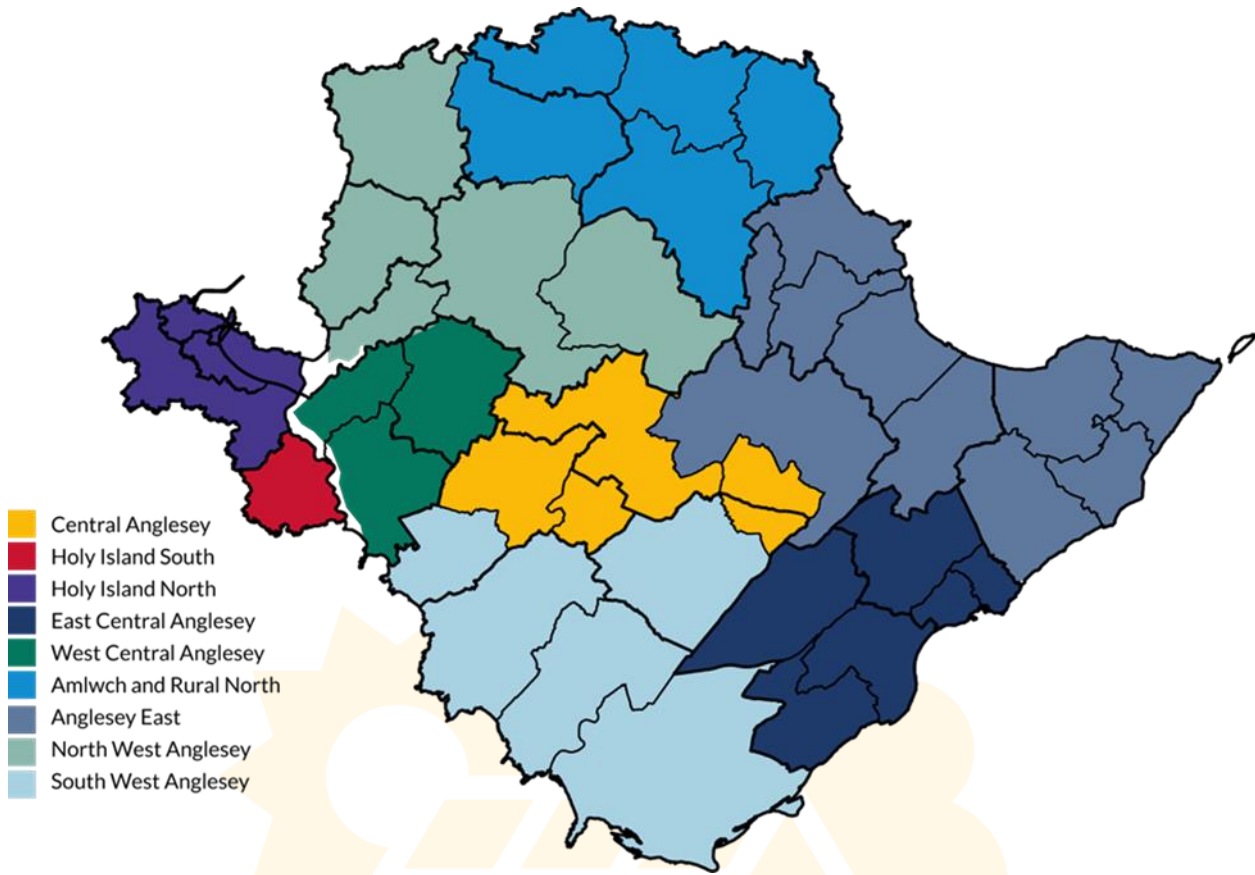 Central Anglesey
Holy Island South
Holy Island North
East Central Anglesey
West Central Anglesey
Amlwch and Rural North
Anglesey East
North West Anglesey
South West Anglesey